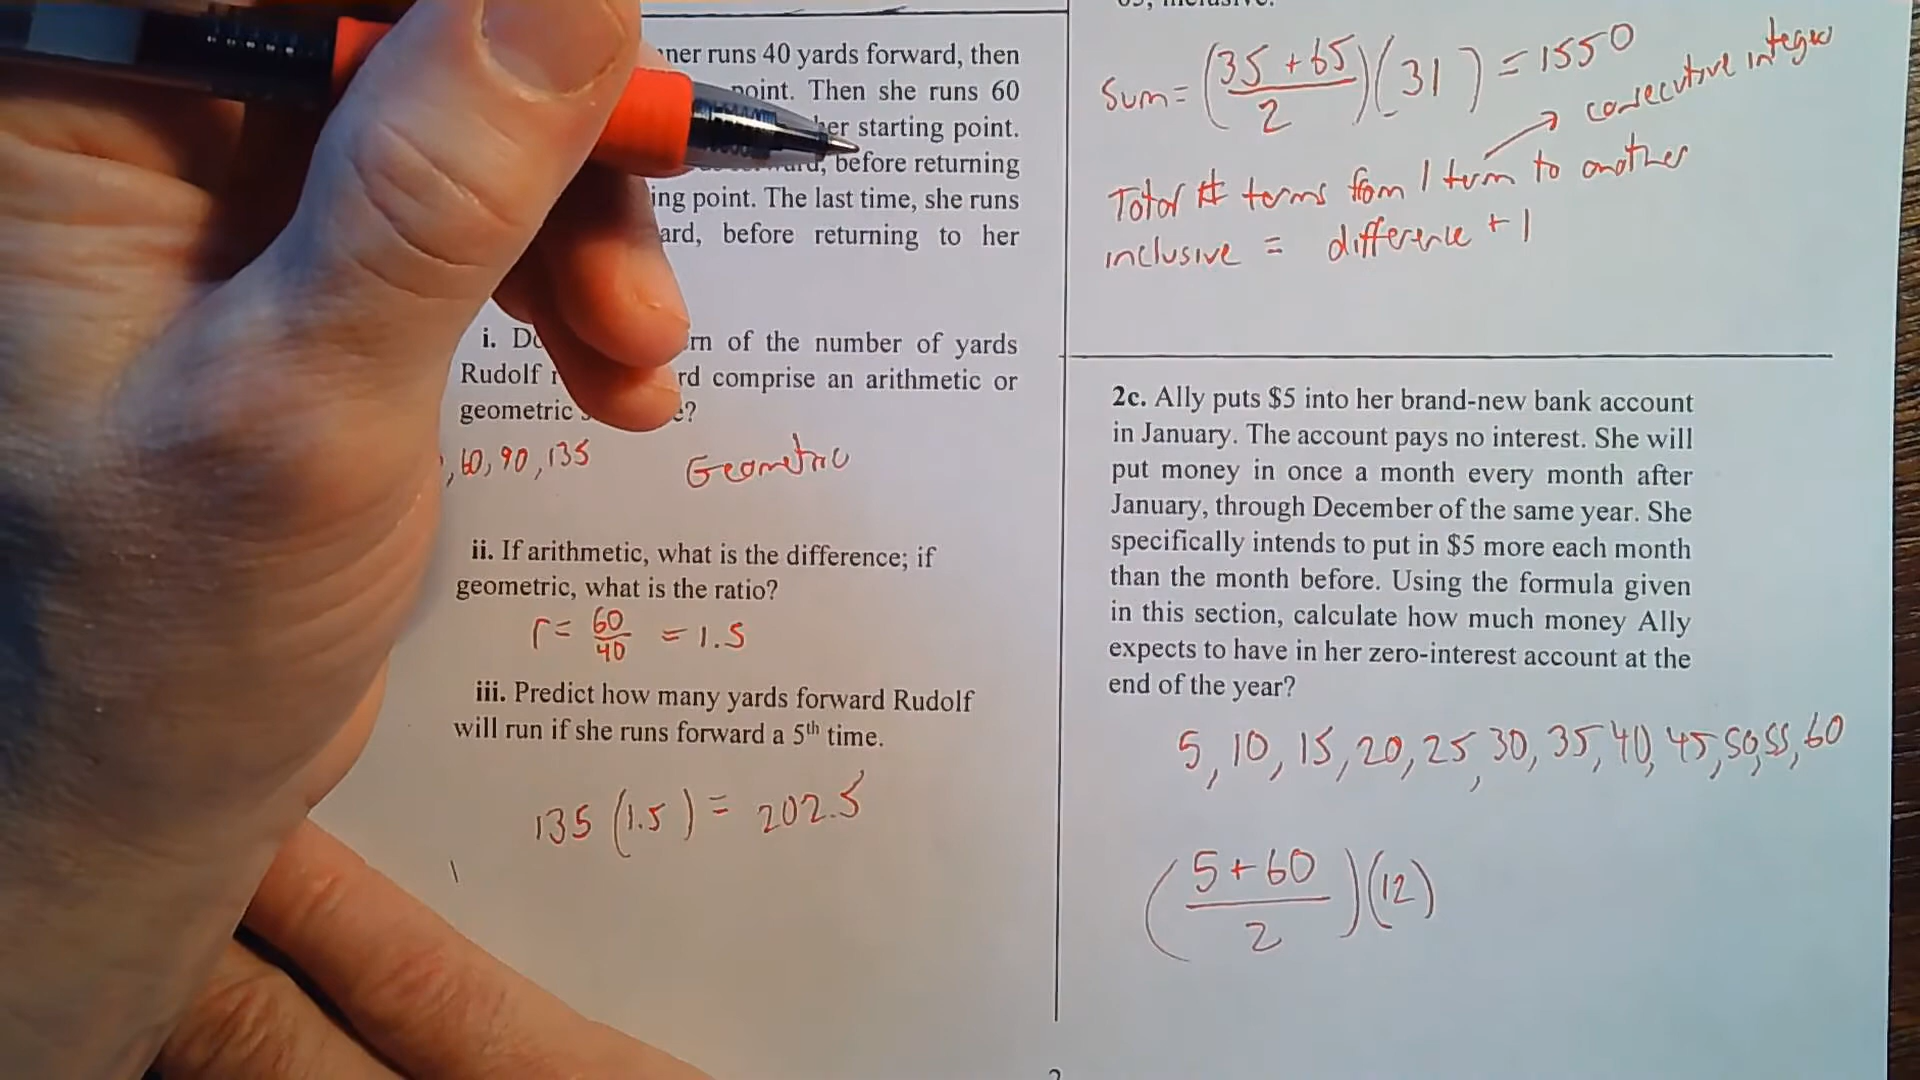 ner runs 40 yards forward, then
point. Then she runs 60
her starting point.
before returning
ing point. The last time, she runs
ard, before returning to her
i. Do rn of the number of yards
Rudolf rd comprise an arithmetic or
geometric e?
, 60, 90, 135 Geometric
ii. If arithmetic, what is the difference; if
geometric, what is the ratio?
r = 60/40 = 1.5
iii. Predict how many yards forward Rudolf
will run if she runs forward a 5th time.
135 (1.5) = 202.5
inclusive.
Sum = (35 + 65 / 2)(31) = 1550
consecutive integer
Total # terms from 1 term to another
inclusive = difference + 1
2c. Ally puts $5 into her brand-new bank account
in January. The account pays no interest. She will
put money in once a month every month after
January, through December of the same year. She
specifically intends to put in $5 more each month
than the month before. Using the formula given
in this section, calculate how much money Ally
expects to have in her zero-interest account at the
end of the year?
5, 10, 15, 20, 25, 30, 35, 40, 45, 50, 55, 60
(5 + 60 / 2)(12)